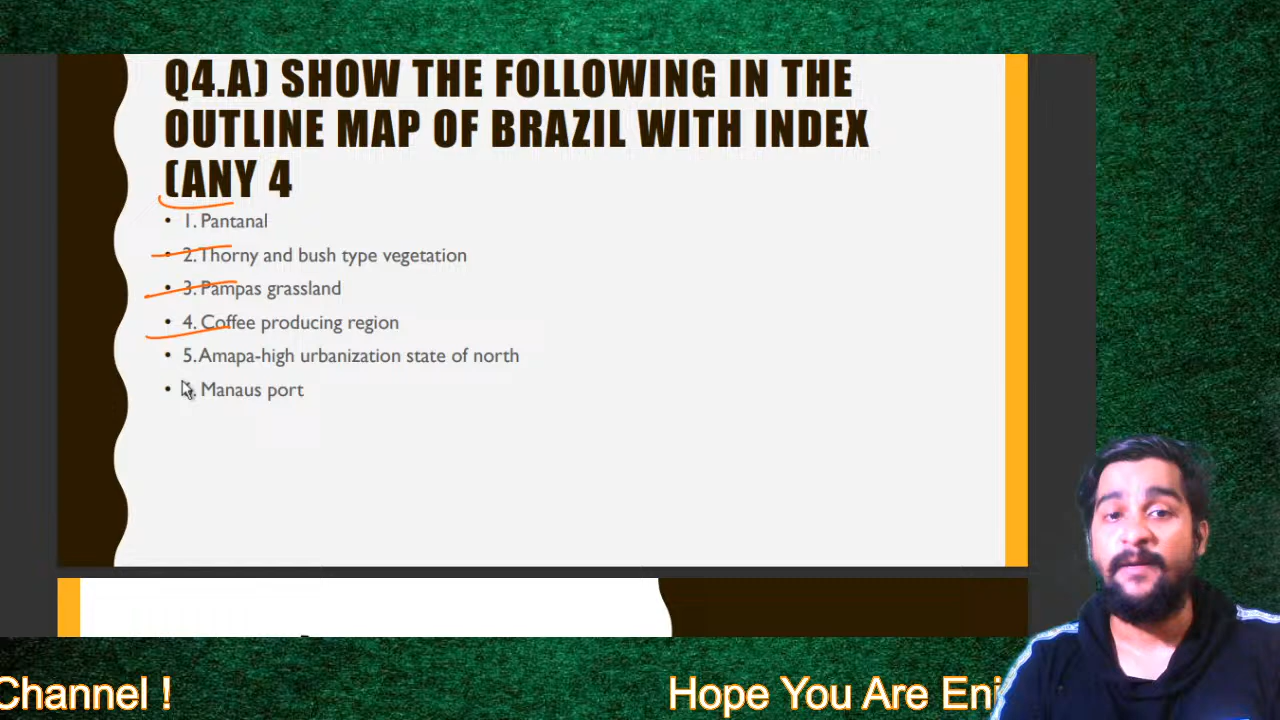 Q4.A) SHOW THE FOLLOWING IN THE
OUTLINE MAP OF BRAZIL WITH INDEX
(ANY 4
• 1. Pantanal
• 2. Thorny and bush type vegetation
• 3. Pampas grassland
• 4. Coffee producing region
• 5. Amapa-high urbanization state of north
• Manaus port
Channel ! Hope You Are